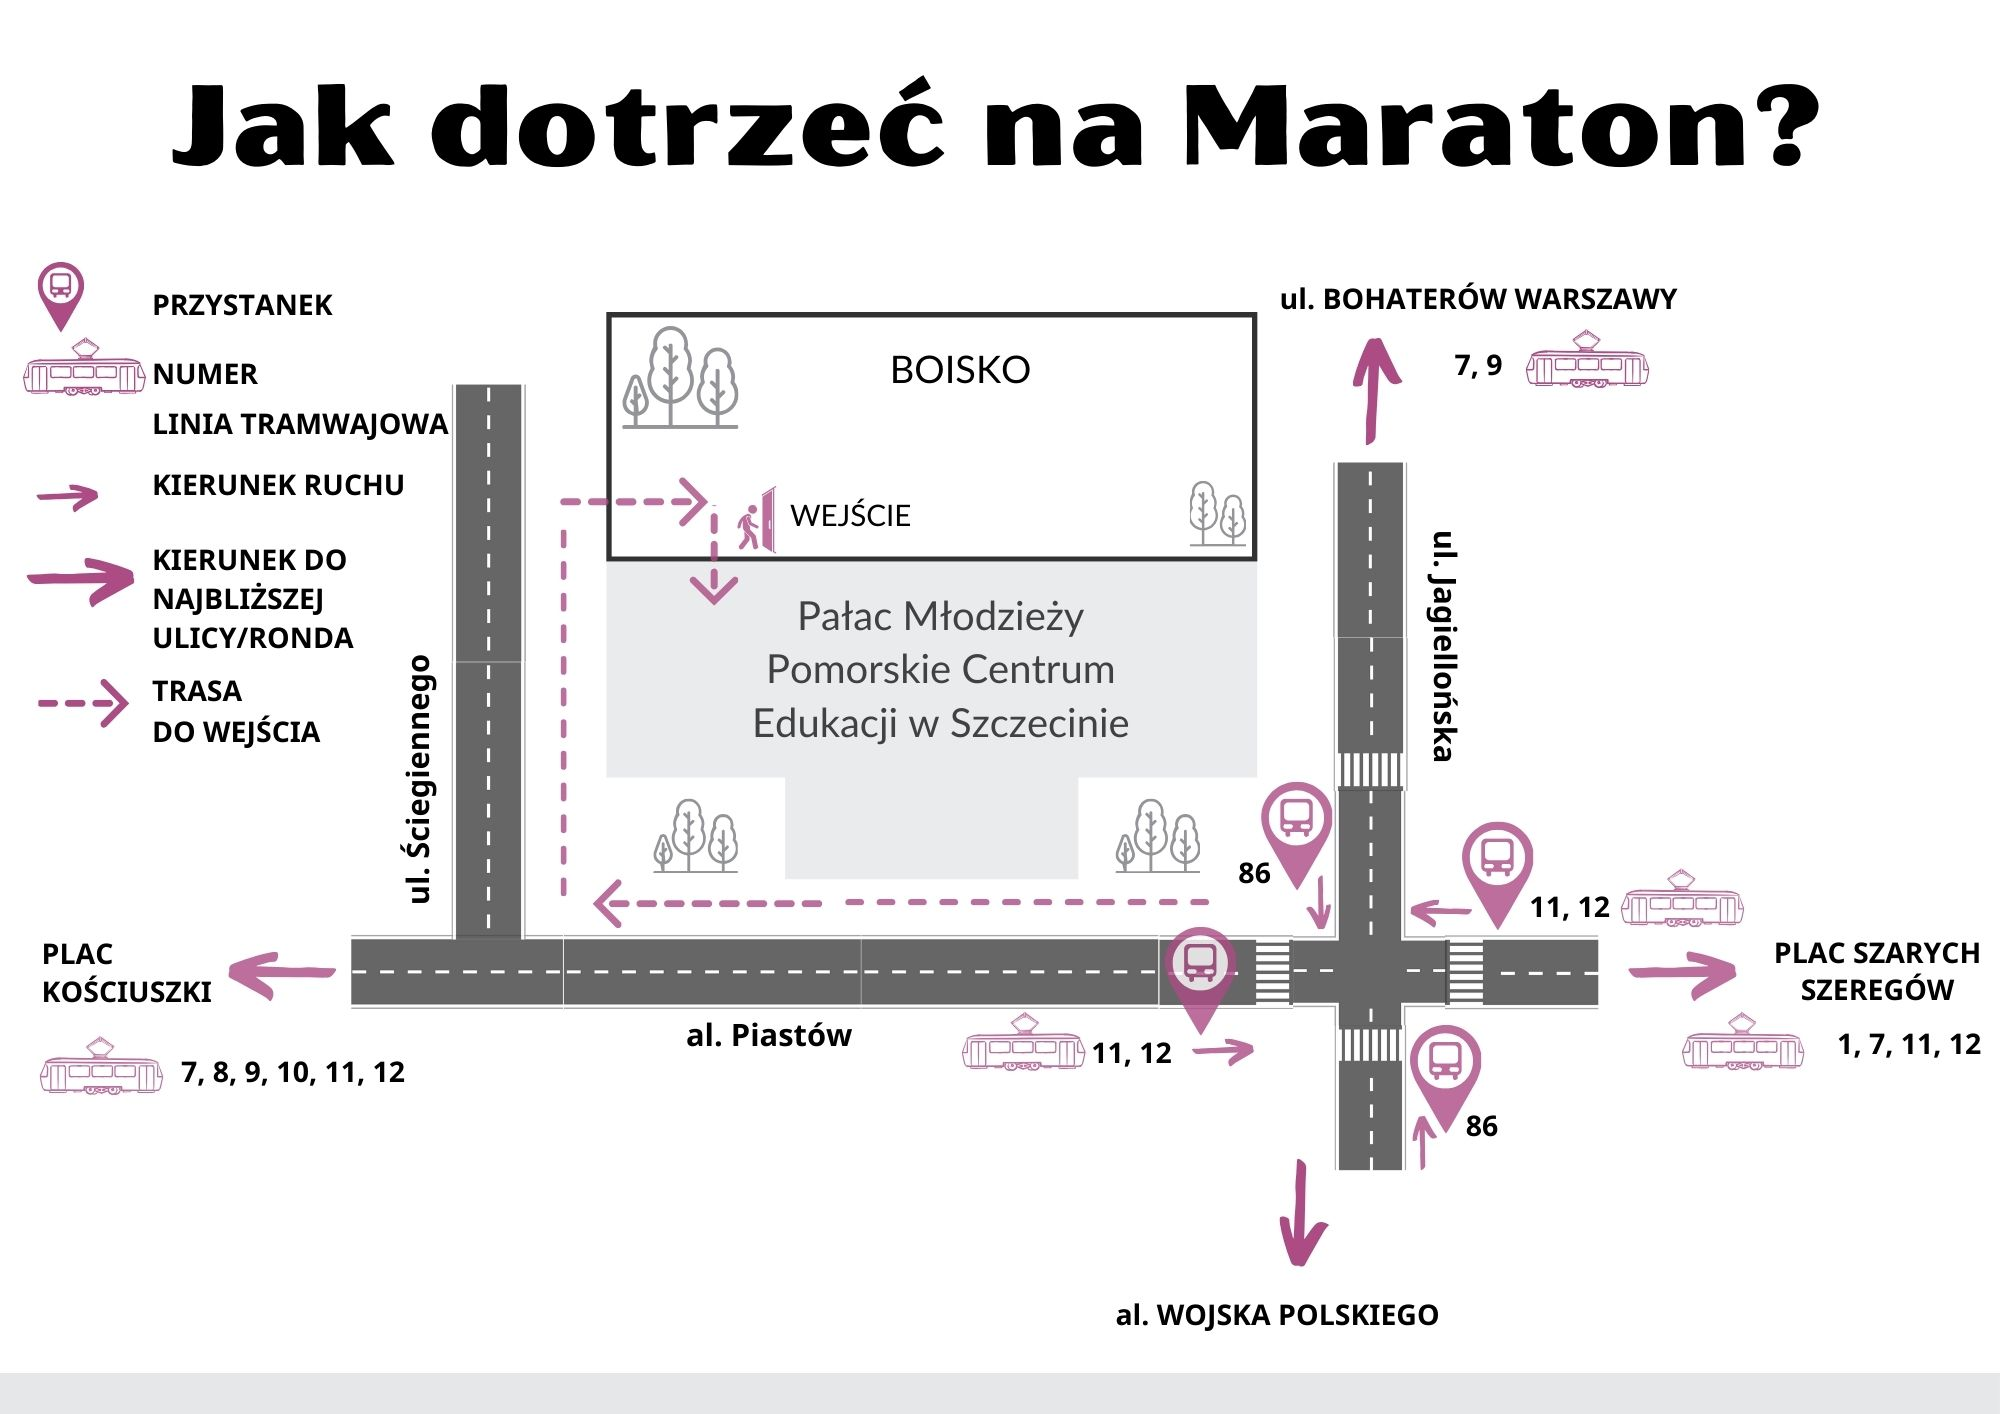 Jak dotrzeć na Maraton?
PRZYSTANEK
NUMER
LINIA TRAMWAJOWA
KIERUNEK RUCHU
KIERUNEK DO
NAJBLIŻSZEJ
ULICY/RONDA
TRASA
DO WEJŚCIA
ul. Ściegiennego
BOISKO
WEJŚCIE
Pałac Młodzieży
Pomorskie Centrum
Edukacji w Szczecinie
ul. BOHATERÓW WARSZAWY
7, 9
ul. Jagiellońska
86
11, 12
PLAC
KOŚCIUSZKI
7, 8, 9, 10, 11, 12
al. Piastów
11, 12
PLAC SZARYCH
SZEREGÓW
1, 7, 11, 12
86
al. WOJSKA POLSKIEGO